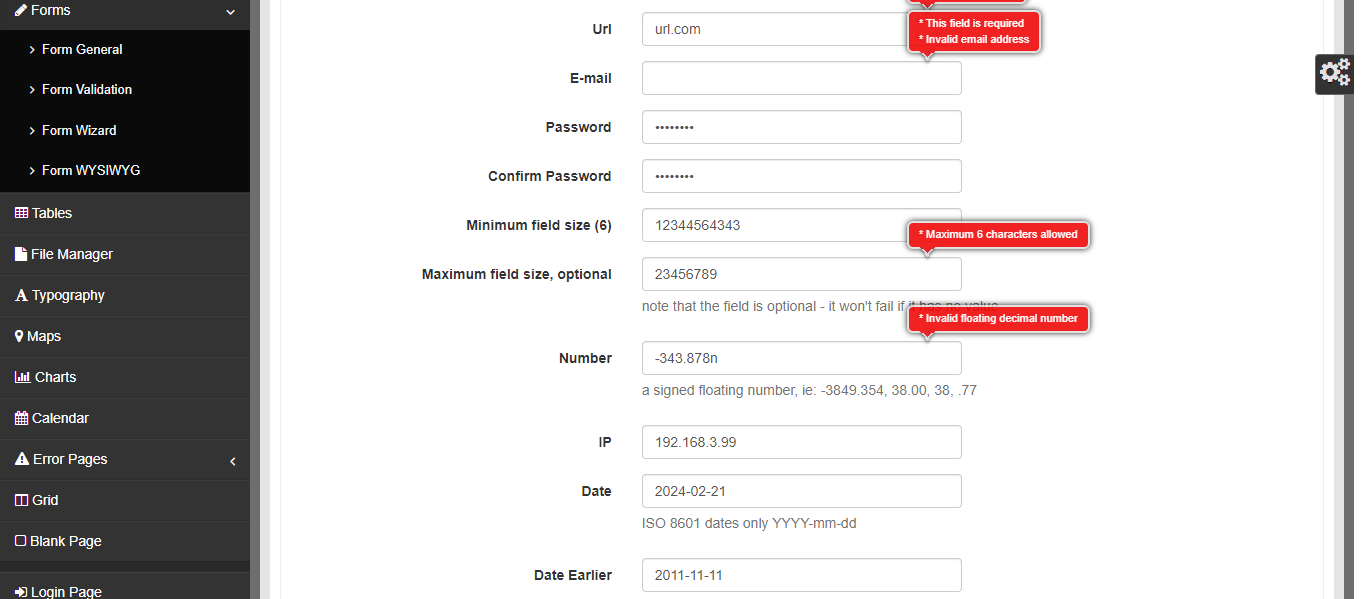 Forms
Form General
Form Validation
Form Wizard
Form WYSIWYG
Tables
File Manager
Typography
Maps
Charts
Calendar
Error Pages
Grid
Blank Page
Login Page
* This field is required
* Invalid email address
Url
url.com
E-mail
Password
••••••••
Confirm Password
••••••••
Minimum field size (6)
12344564343
* Maximum 6 characters allowed
Maximum field size, optional
23456789
note that the field is optional - it won't fail if it has no value
* Invalid floating decimal number
Number
-343.878n
a signed floating number, ie: -3849.354, 38.00, 38, .77
IP
192.168.3.99
Date
2024-02-21
ISO 8601 dates only YYYY-mm-dd
Date Earlier
2011-11-11